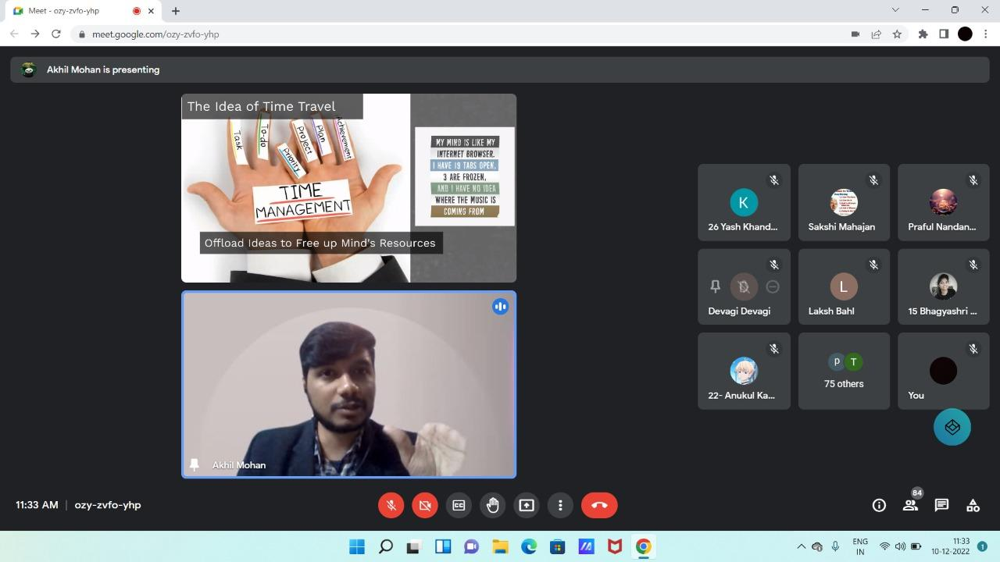 Meet - ozy-zvfo-yhp
meet.google.com/ozy-zvfo-yhp
Akhil Mohan is presenting
The Idea of Time Travel
Task
To-do
Priority
Project
Plan
Achievement
TIME
MANAGEMENT
Offload Ideas to Free up Mind's Resources
MY MIND IS LIKE MY
INTERNET BROWSER.
I HAVE 19 TABS OPEN,
3 ARE FROZEN,
AND I HAVE NO IDEA
WHERE THE MUSIC IS
COMING FROM
Akhil Mohan
K
26 Yash Khand...
Sakshi Mahajan
Praful Nandan...
D
Devagi Devagi
L
Laksh Bahl
15 Bhagyashri ...
22- Anukul Ka...
P T
75 others
You
11:33 AM | ozy-zvfo-yhp
CC
84
ENG
IN
11:33
10-12-2022
1